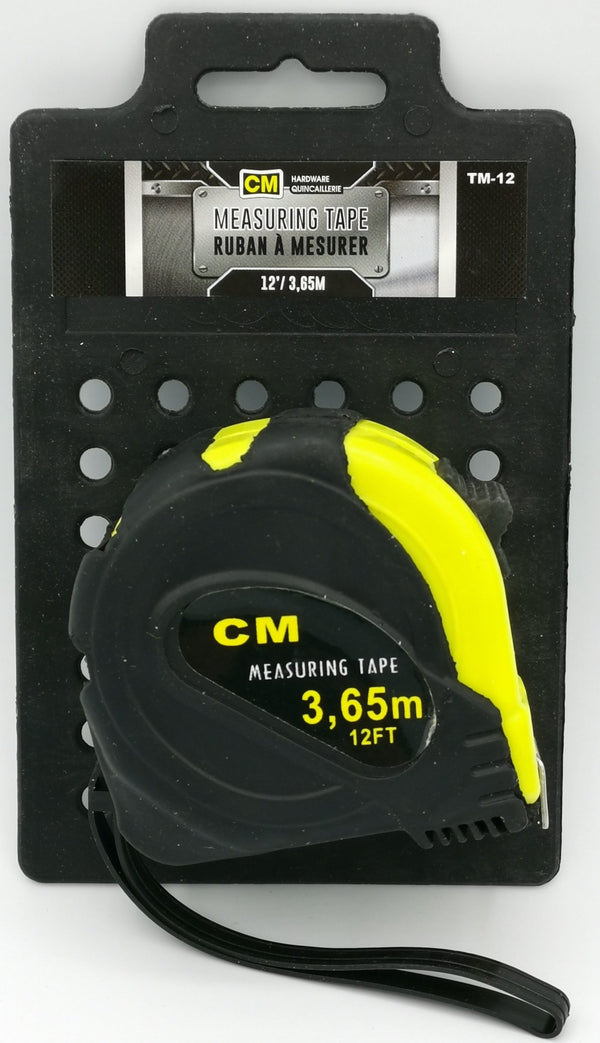 CM HARDWARE
QUINCAILLERIE
TM-12
MEASURING TAPE
RUBAN À MESURER
12'/ 3,65M
CM
MEASURING TAPE
3,65m
12FT